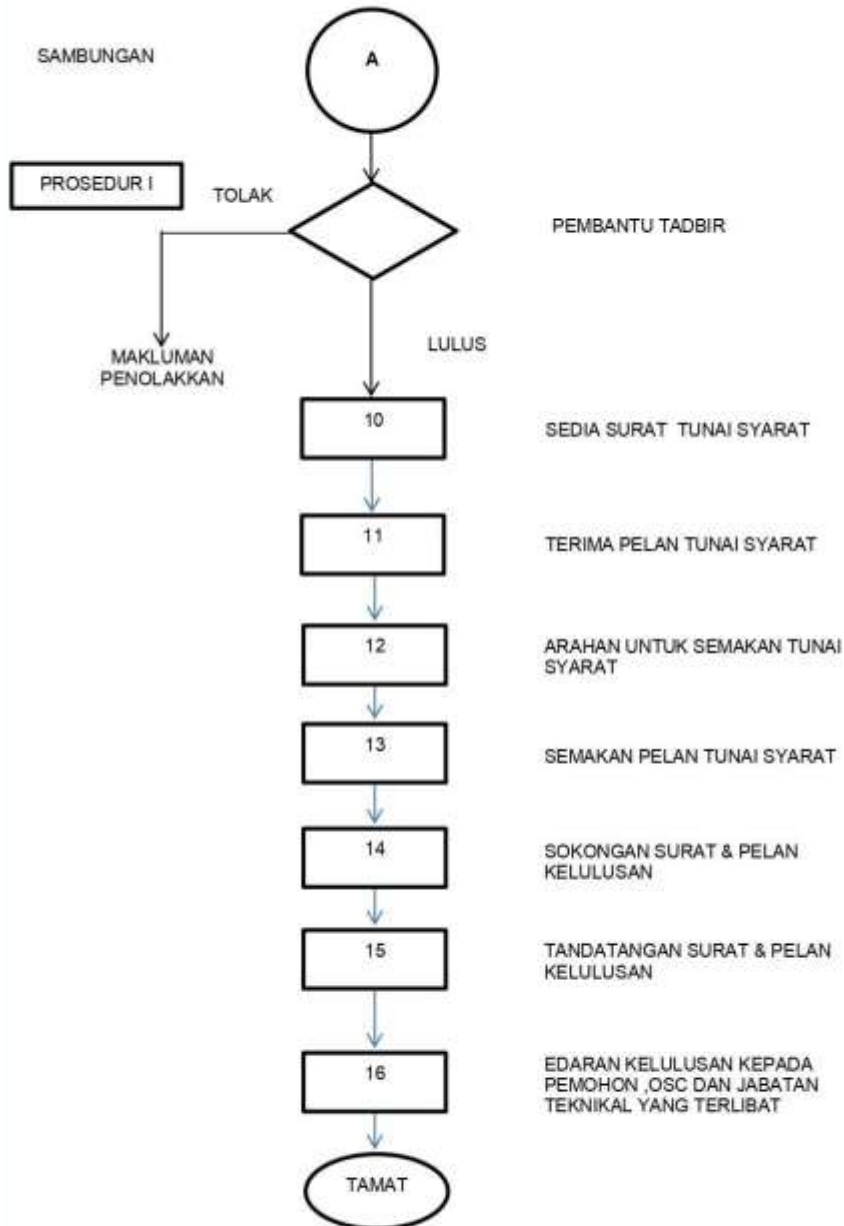 SAMBUNGAN
A
PROSEDUR I
TOLAK
PEMBANTU TADBIR
MAKLUMAN
PENOLAKKAN
LULUS
10
SEDIA SURAT TUNAI SYARAT
11
TERIMA PELAN TUNAI SYARAT
12
ARAHAN UNTUK SEMAKAN TUNAI
SYARAT
13
SEMAKAN PELAN TUNAI SYARAT
14
SOKONGAN SURAT & PELAN
KELULUSAN
15
TANDATANGAN SURAT & PELAN
KELULUSAN
16
EDARAN KELULUSAN KEPADA
PEMOHON ,OSC DAN JABATAN
TEKNIKAL YANG TERLIBAT
TAMAT